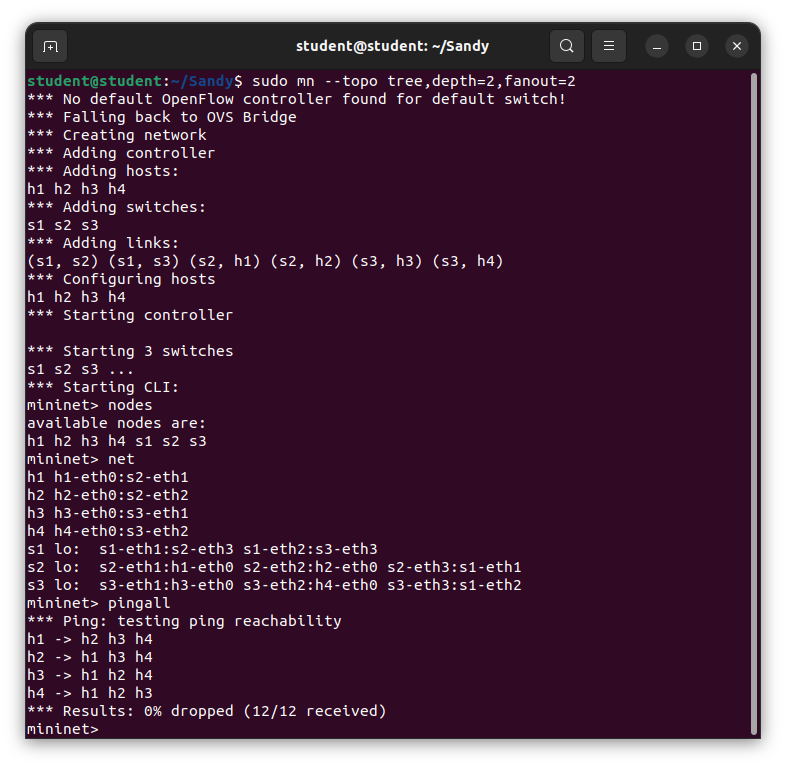 student@student: ~/Sandy
student@student:~/Sandy$ sudo mn --topo tree,depth=2,fanout=2
*** No default OpenFlow controller found for default switch!
*** Falling back to OVS Bridge
*** Creating network
*** Adding controller
*** Adding hosts:
h1 h2 h3 h4
*** Adding switches:
s1 s2 s3
*** Adding links:
(s1, s2) (s1, s3) (s2, h1) (s2, h2) (s3, h3) (s3, h4)
*** Configuring hosts
h1 h2 h3 h4
*** Starting controller

*** Starting 3 switches
s1 s2 s3 ...
*** Starting CLI:
mininet> nodes
available nodes are:
h1 h2 h3 h4 s1 s2 s3
mininet> net
h1 h1-eth0:s2-eth1
h2 h2-eth0:s2-eth2
h3 h3-eth0:s3-eth1
h4 h4-eth0:s3-eth2
s1 lo:  s1-eth1:s2-eth3 s1-eth2:s3-eth3
s2 lo:  s2-eth1:h1-eth0 s2-eth2:h2-eth0 s2-eth3:s1-eth1
s3 lo:  s3-eth1:h3-eth0 s3-eth2:h4-eth0 s3-eth3:s1-eth2
mininet> pingall
*** Ping: testing ping reachability
h1 -> h2 h3 h4
h2 -> h1 h3 h4
h3 -> h1 h2 h4
h4 -> h1 h2 h3
*** Results: 0% dropped (12/12 received)
mininet>